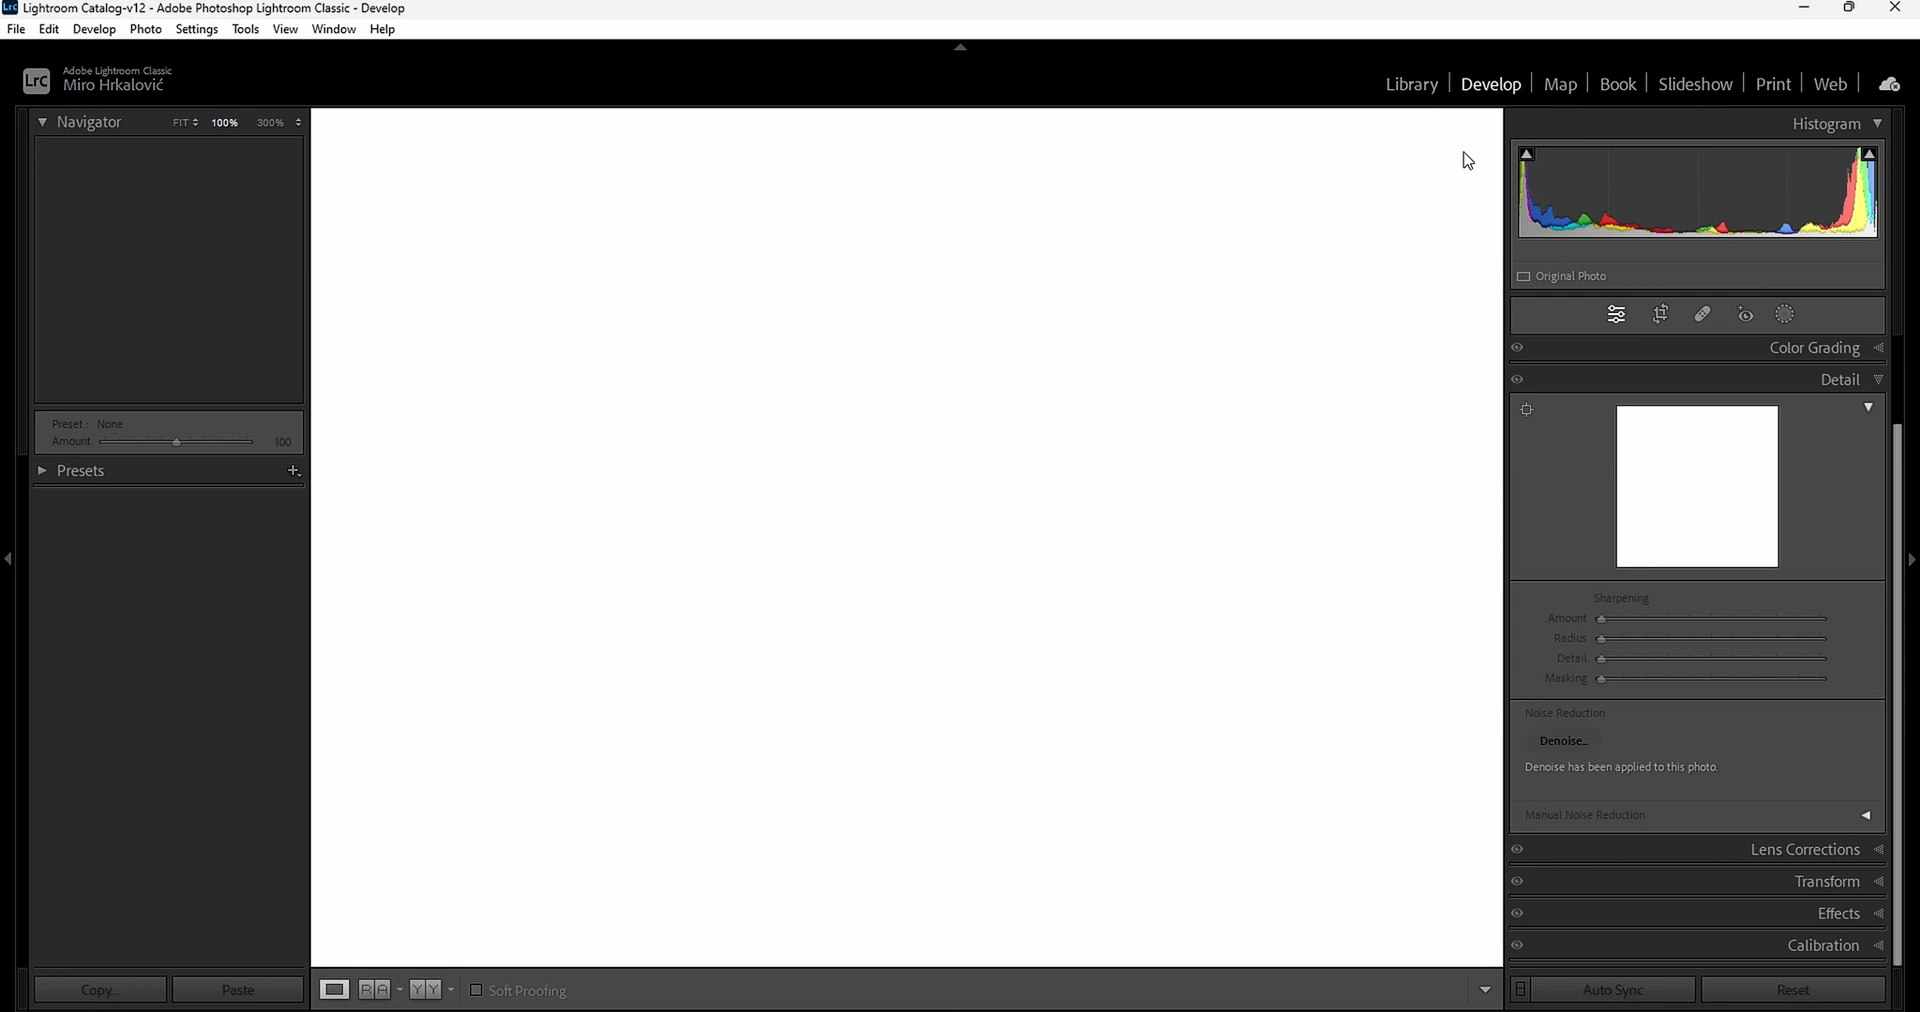 Lrc Lightroom Catalog-v12 - Adobe Photoshop Lightroom Classic - Develop
File Edit Develop Photo Settings Tools View Window Help
Lrc Adobe Lightroom Classic
Miro Hrkalović
Library Develop Map Book Slideshow Print Web
Navigator FIT 100% 300%
Histogram
Original Photo
Color Grading
Detail
Preset : None
Amount 100
Presets
Sharpening
Amount
Radius
Detail
Masking
Noise Reduction
Denoise...
Denoise has been applied to this photo.
Manual Noise Reduction
Lens Corrections
Transform
Effects
Calibration
Copy... Paste
R A Y Y Soft Proofing
Auto Sync Reset